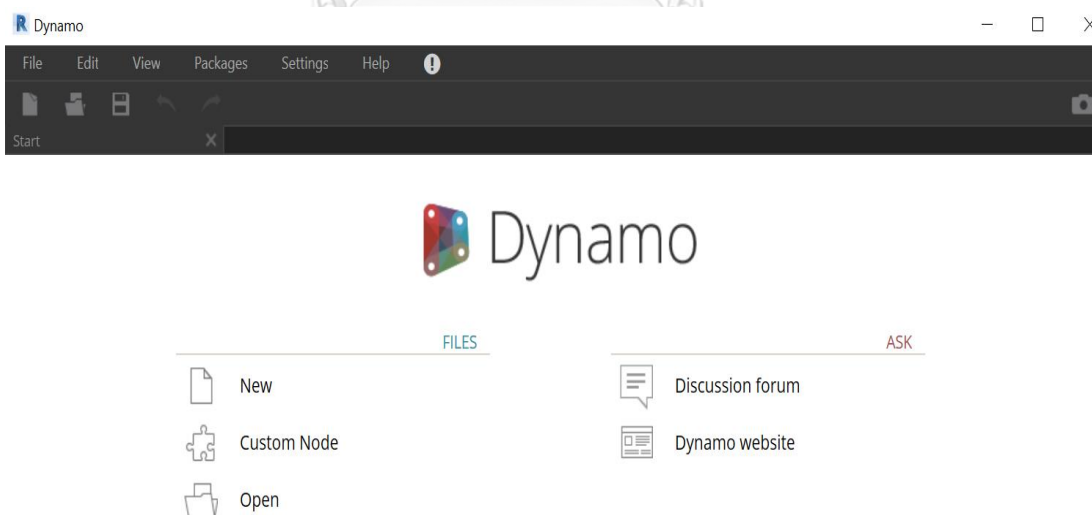 Dynamo
File Edit View Packages Settings Help
Start
Dynamo
FILES
New
Custom Node
Open
ASK
Discussion forum
Dynamo website